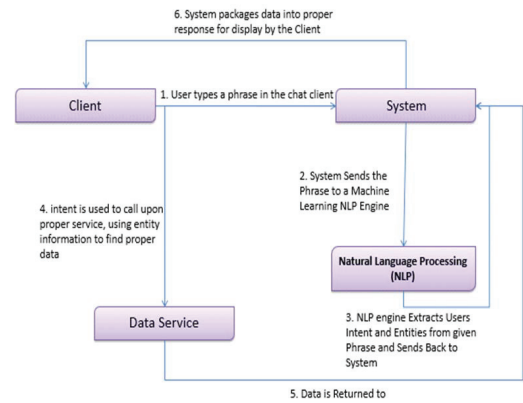 6. System packages data into proper
response for display by the Client
Client
1. User types a phrase in the chat client
System
2. System Sends the
Phrase to a Machine
Learning NLP Engine
4. intent is used to call upon
proper service, using entity
information to find proper
data
Natural Language Processing
(NLP)
3. NLP engine Extracts Users
Intent and Entities from given
Phrase and Sends Back to
System
Data Service
5. Data is Returned to